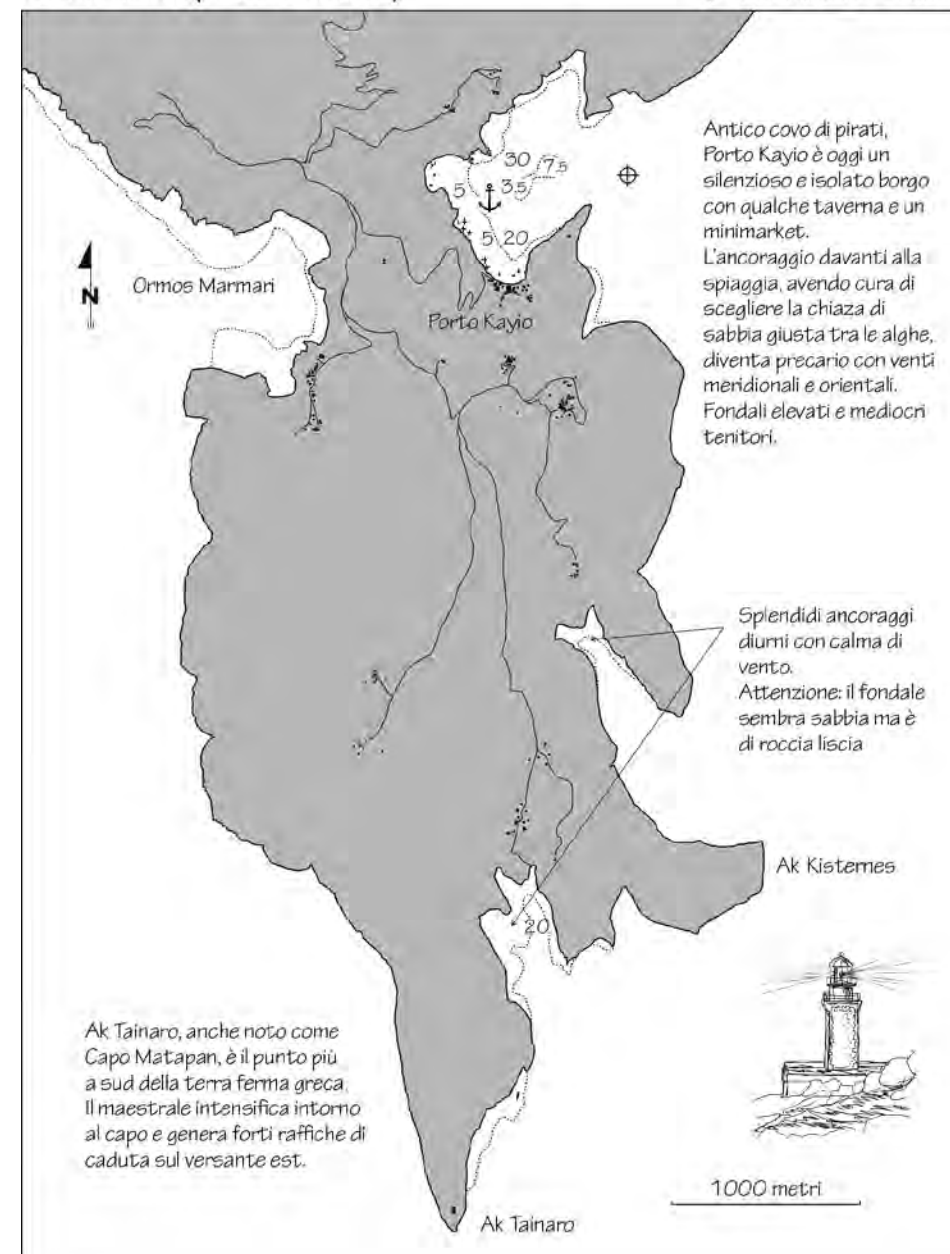 Antico covo di pirati,
Porto Kayio è oggi un
silenzioso e isolato borgo
con qualche taverna e un
minimarket.
L'ancoraggio davanti alla
spiaggia, avendo cura di
scegliere la chiaza di
sabbia giusta tra le alghe,
diventa precario con venti
meridionali e orientali.
Fondali elevati e mediocri
tenitori.
30
7,5
5
3,5
5
20
N
Ormos Marmari
Porto Kayio
Splendidi ancoraggi
diurni con calma di
vento.
Attenzione: il fondale
sembra sabbia ma è
di roccia liscia
Ak Kisternes
20
Ak Tainaro, anche noto come
Capo Matapan, è il punto più
a sud della terra ferma greca.
Il maestrale intensifica intorno
al capo e genera forti raffiche di
caduta sul versante est.
1000 metri
Ak Tainaro